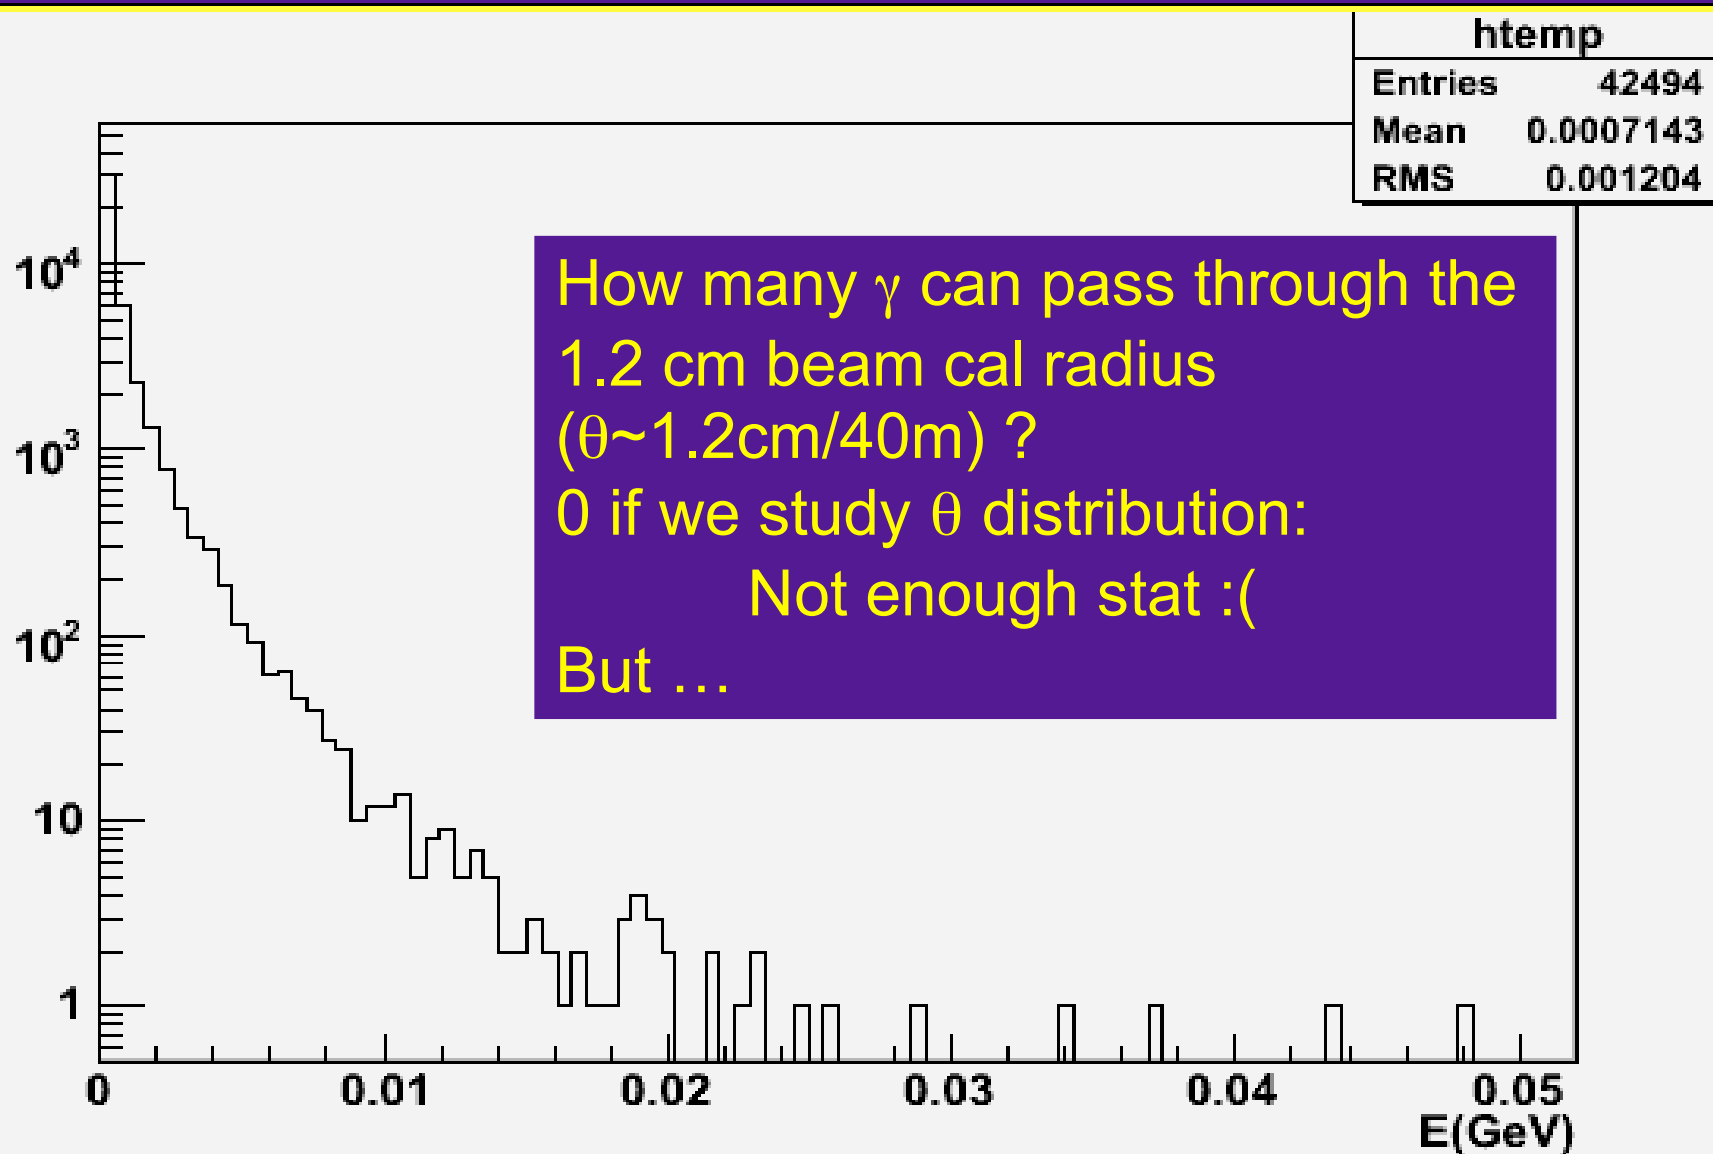 htemp
Entries 42494
Mean 0.0007143
RMS 0.001204
10⁴
10³
10²
10
1
How many γ can pass through the
1.2 cm beam cal radius
(θ~1.2cm/40m) ?
0 if we study θ distribution:
Not enough stat :(
But …
0 0.01 0.02 0.03 0.04 0.05
E(GeV)